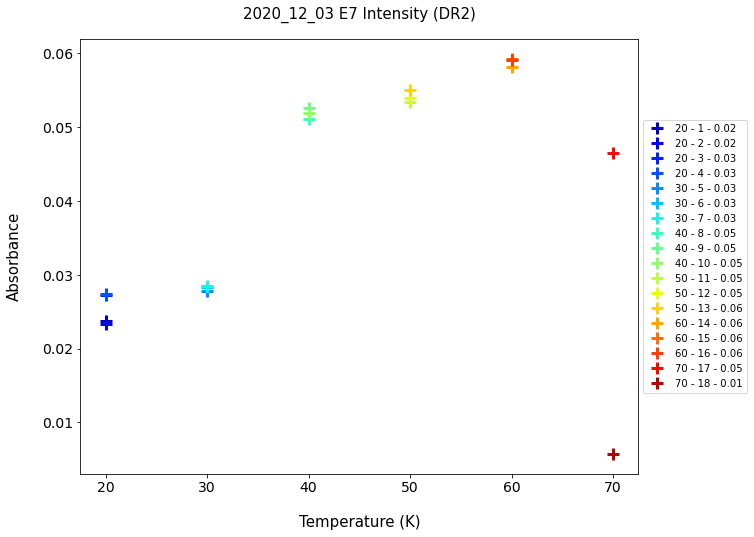 2020_12_03 E7 Intensity (DR2)
0.06
0.05
0.04
0.03
0.02
0.01
Absorbance
20 30 40 50 60 70
Temperature (K)
20 - 1 - 0.02
20 - 2 - 0.02
20 - 3 - 0.03
20 - 4 - 0.03
30 - 5 - 0.03
30 - 6 - 0.03
30 - 7 - 0.03
40 - 8 - 0.05
40 - 9 - 0.05
40 - 10 - 0.05
50 - 11 - 0.05
50 - 12 - 0.05
50 - 13 - 0.06
60 - 14 - 0.06
60 - 15 - 0.06
60 - 16 - 0.06
70 - 17 - 0.05
70 - 18 - 0.01